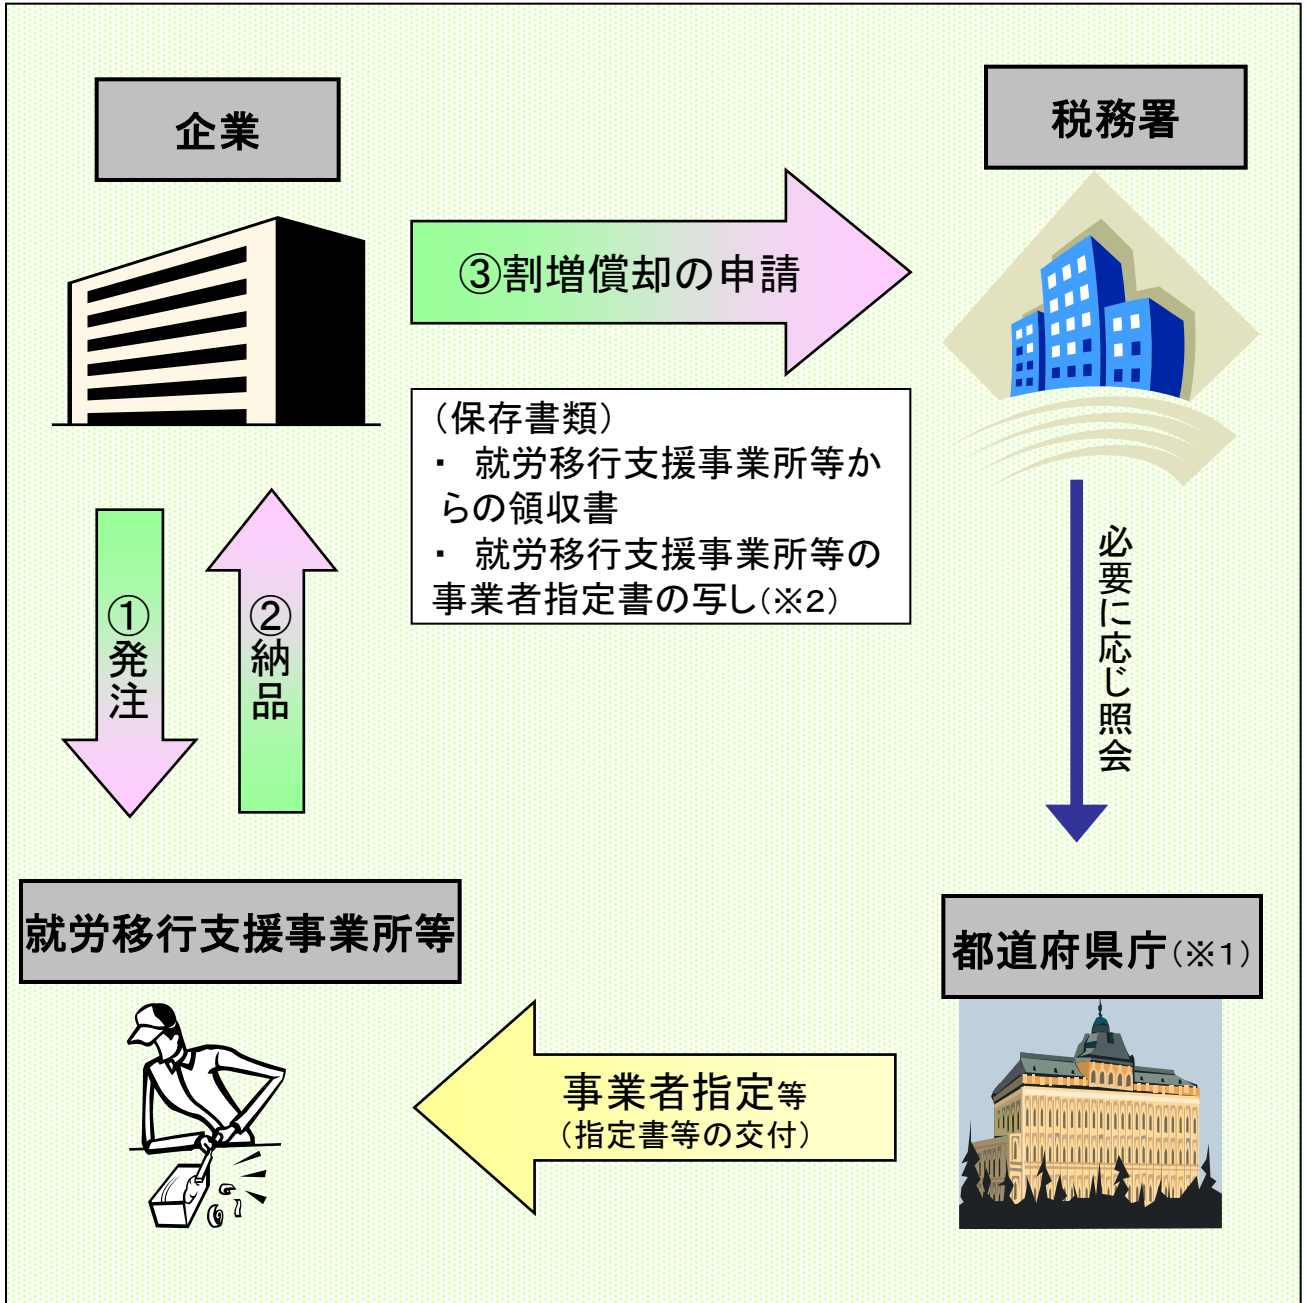 企業
税務署
③割増償却の申請
（保存書類）
・ 就労移行支援事業所等か
らの領収書
・ 就労移行支援事業所等の
事業者指定書の写し（※2）
①発注
②納品
必要に応じ照会
就労移行支援事業所等
都道府県庁（※1）
事業者指定等
（指定書等の交付）